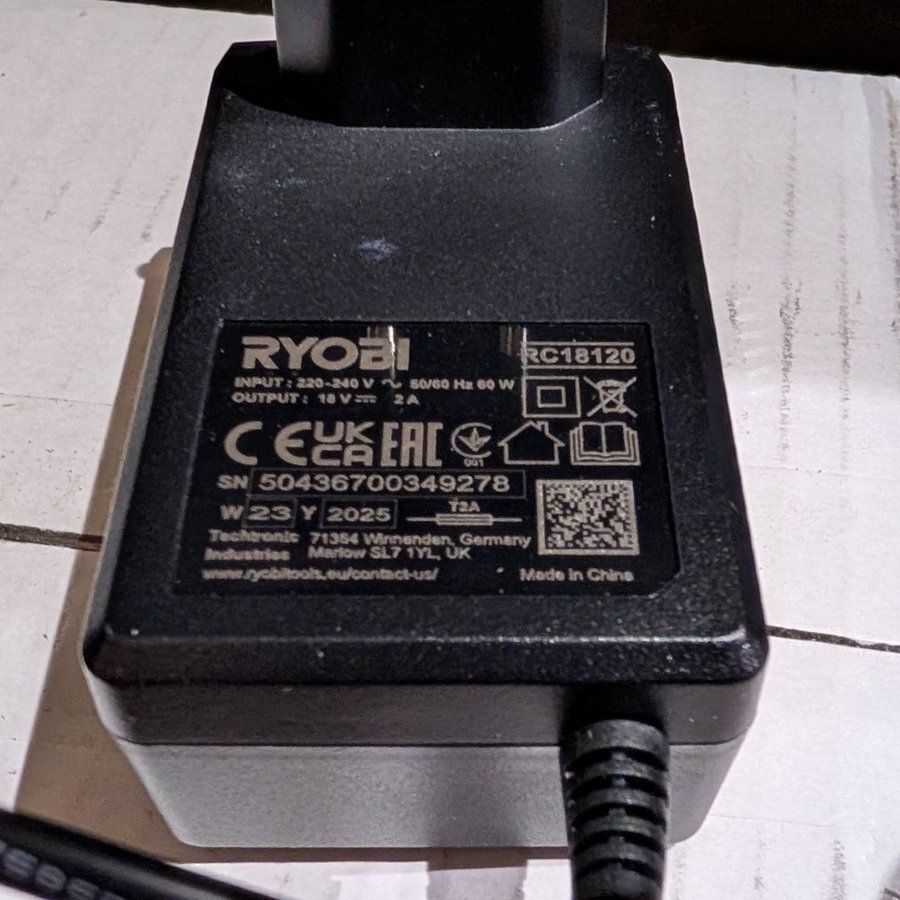 RYOBI
RC18120
INPUT : 220-240 V ~ 50/60 Hz 60 W
OUTPUT : 18 V ⎓ 2 A
CE UK CA EAC
001
SN 50436700349278
W 23 Y 2025 T2A
Techtronic Industries
71364 Winnenden, Germany
Marlow SL7 1YL, UK
www.ryobitools.eu/contact-us/
Made in China